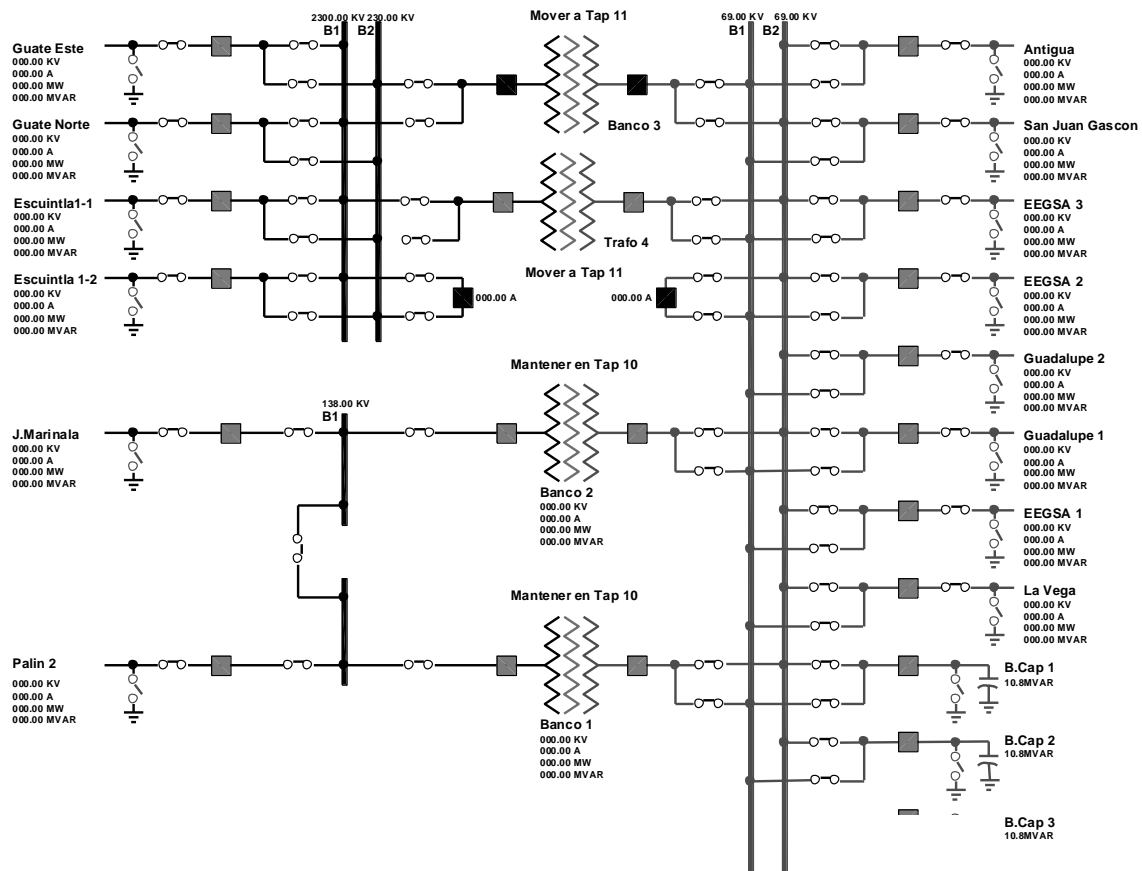 2300.00 KV 230.00 KV
B1 B2
Mover a Tap 11
69.00 KV 69.00 KV
B1 B2
Guate Este
000.00 KV
000.00 A
000.00 MW
000.00 MVAR
Antigua
000.00 KV
000.00 A
000.00 MW
000.00 MVAR
Guate Norte
000.00 KV
000.00 A
000.00 MW
000.00 MVAR
Banco 3
San Juan Gascon
000.00 KV
000.00 A
000.00 MW
000.00 MVAR
Escuintla1-1
000.00 KV
000.00 A
000.00 MW
000.00 MVAR
Trafo 4
EEGSA 3
000.00 KV
000.00 A
000.00 MW
000.00 MVAR
Escuintla 1-2
000.00 KV
000.00 A
000.00 MW
000.00 MVAR
Mover a Tap 11
000.00 A
000.00 A
EEGSA 2
000.00 KV
000.00 A
000.00 MW
000.00 MVAR
Mantener en Tap 10
Guadalupe 2
000.00 KV
000.00 A
000.00 MW
000.00 MVAR
138.00 KV
B1
J.Marinala
000.00 KV
000.00 A
000.00 MW
000.00 MVAR
Guadalupe 1
000.00 KV
000.00 A
000.00 MW
000.00 MVAR
Banco 2
000.00 KV
000.00 A
000.00 MW
000.00 MVAR
EEGSA 1
000.00 KV
000.00 A
000.00 MW
000.00 MVAR
Mantener en Tap 10
La Vega
000.00 KV
000.00 A
000.00 MW
000.00 MVAR
Palin 2
000.00 KV
000.00 A
000.00 MW
000.00 MVAR
B.Cap 1
10.8MVAR
Banco 1
000.00 KV
000.00 A
000.00 MW
000.00 MVAR
B.Cap 2
10.8MVAR
B.Cap 3
10.8MVAR